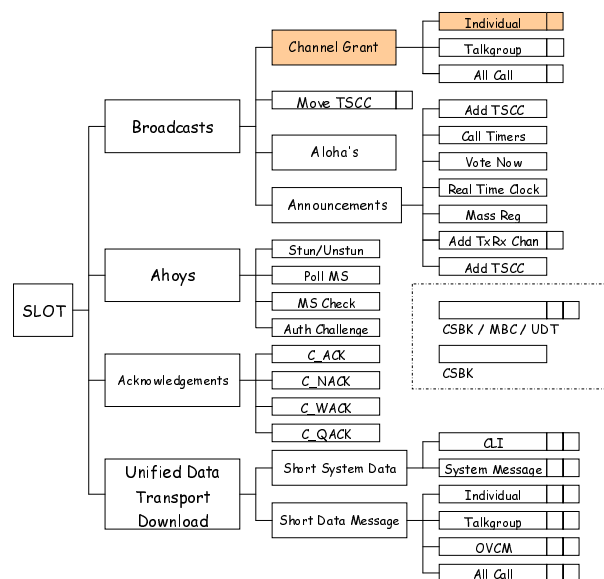 Individual
Channel Grant
Talkgroup
All Call
Move TSCC
Add TSCC
Broadcasts
Call Timers
Aloha's
Vote Now
Real Time Clock
Announcements
Mass Reg
Add TxRx Chan
Stun/Unstun
Add TSCC
Ahoys
Poll MS
MS Check
SLOT
CSBK / MBC / UDT
Auth Challenge
C_ACK
CSBK
Acknowledgements
C_NACK
C_WACK
C_QACK
CLI
Unified Data
Transport
Download
Short System Data
System Message
Individual
Short Data Message
Talkgroup
OVCM
All Call